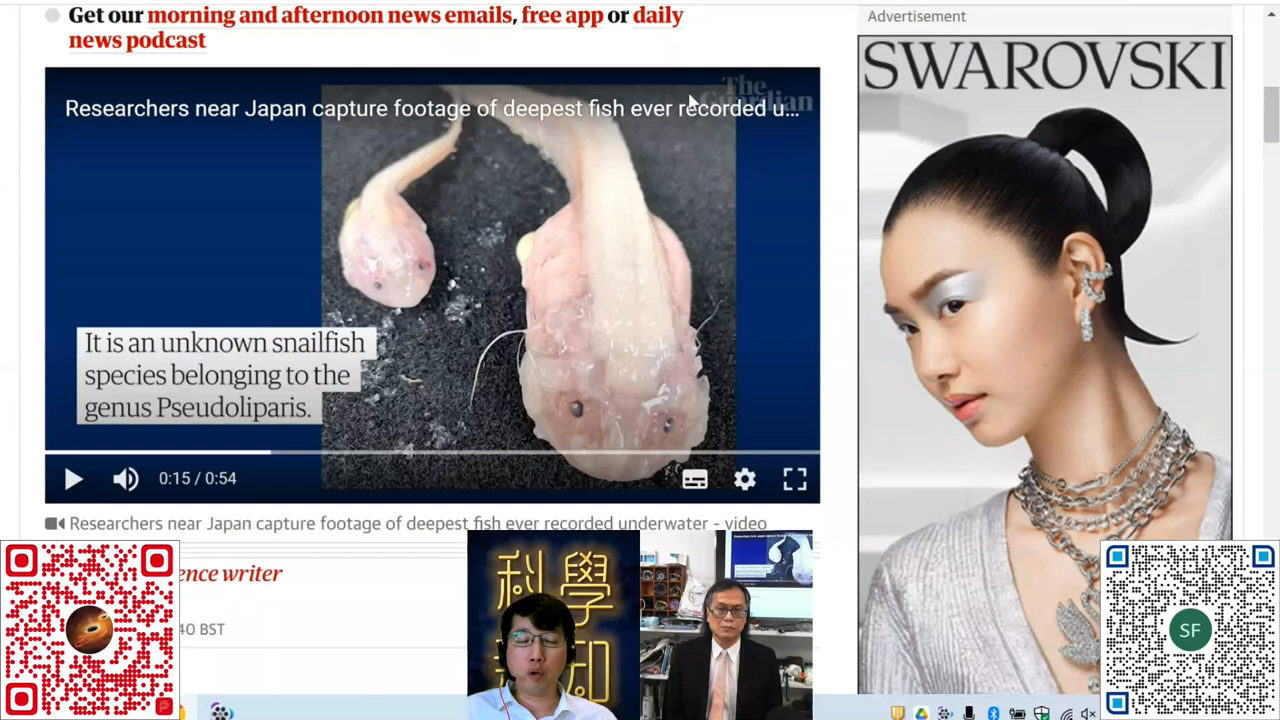 Get our morning and afternoon news emails, free app or daily
news podcast
Advertisement
SWAROVSKI
The
Guardian
Researchers near Japan capture footage of deepest fish ever recorded u...
It is an unknown snailfish
species belonging to the
genus Pseudoliparis.
0:15 / 0:54
Researchers near Japan capture footage of deepest fish ever recorded underwater - video
ence writer
40 BST
科學
知
SF